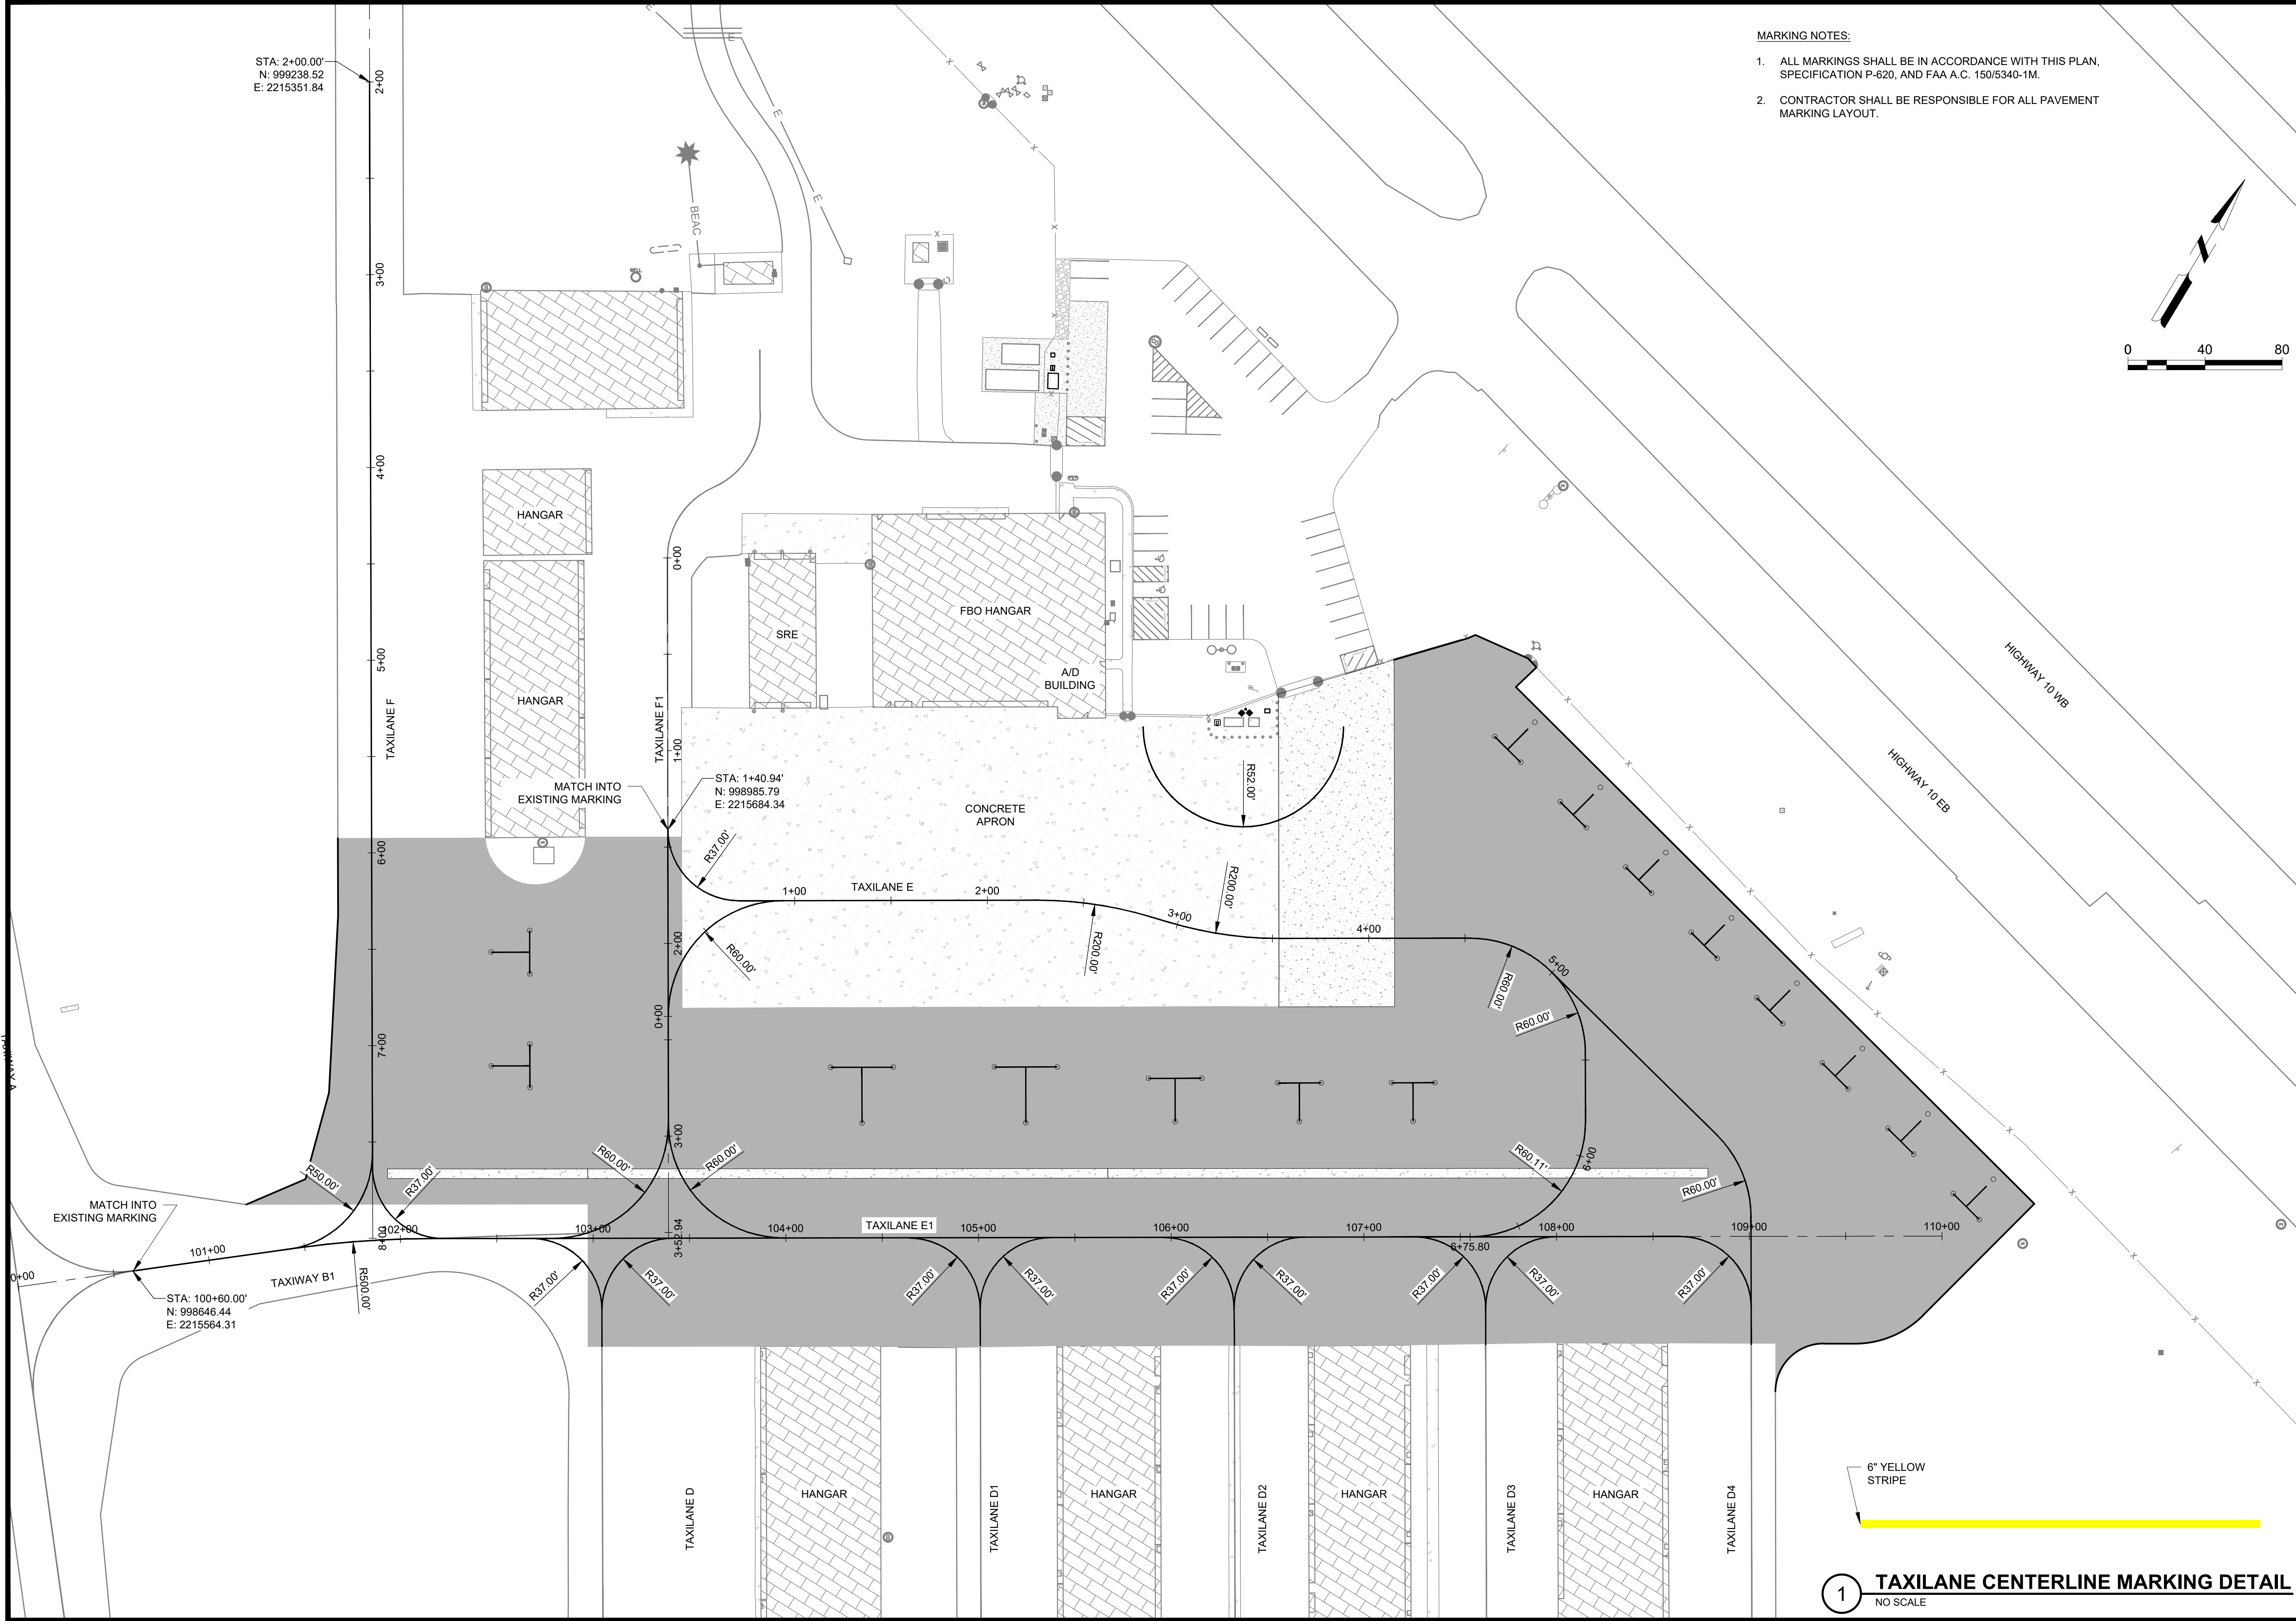 MARKING NOTES:
1. ALL MARKINGS SHALL BE IN ACCORDANCE WITH THIS PLAN,
SPECIFICATION P-620, AND FAA A.C. 150/5340-1M.
2. CONTRACTOR SHALL BE RESPONSIBLE FOR ALL PAVEMENT
MARKING LAYOUT.
N
0 40 80
STA: 2+00.00'
N: 999238.52
E: 2215351.84
2+00
3+00
4+00
5+00
6+00
7+00
8+00
TAXILANE F
E
E
E
E
BEAC
WELL
HANGAR
HANGAR
SRE
FBO HANGAR
A/D
BUILDING
HIGHWAY 10 WB
HIGHWAY 10 EB
0+00
TAXILANE F1
1+00
2+00
0+00
3+00
3+52.94
MATCH INTO
EXISTING MARKING
STA: 1+40.94'
N: 998985.79
E: 2215684.34
CONCRETE
APRON
R52.00'
R37.00'
1+00
TAXILANE E
2+00
3+00
4+00
5+00
6+00
6+75.80
R200.00'
R200.00'
R60.00'
R60.00'
R60.00'
R60.00'
R60.00'
R60.11'
R60.00'
R50.00'
R37.00'
MATCH INTO
EXISTING MARKING
0+00
101+00
102+00
103+00
104+00
TAXILANE E1
105+00
106+00
107+00
108+00
109+00
110+00
TAXIWAY B1
R500.00'
STA: 100+60.00'
N: 998646.44
E: 2215564.31
R37.00'
R37.00'
R37.00'
R37.00'
R37.00'
R37.00'
R37.00'
R37.00'
R37.00'
TAXILANE D
HANGAR
TAXILANE D1
HANGAR
TAXILANE D2
HANGAR
TAXILANE D3
HANGAR
TAXILANE D4
6" YELLOW
STRIPE
1 TAXILANE CENTERLINE MARKING DETAIL
NO SCALE